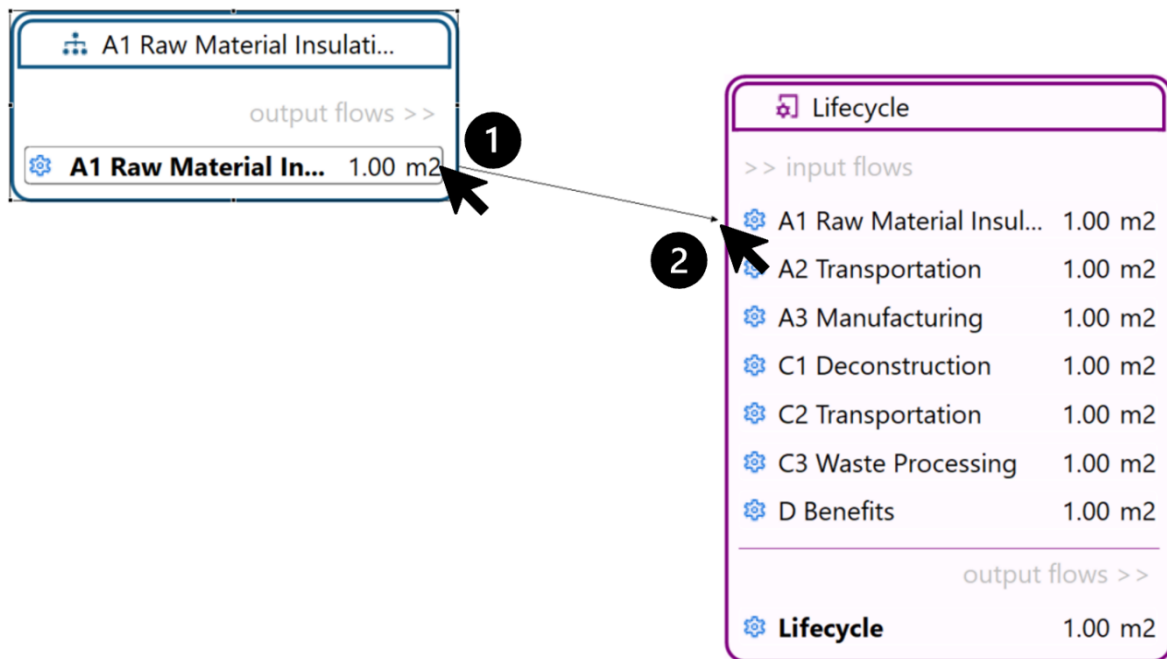 A1 Raw Material Insulati...
output flows >>
A1 Raw Material In... 1.00 m2
1
2
Lifecycle
>> input flows
A1 Raw Material Insul... 1.00 m2
A2 Transportation 1.00 m2
A3 Manufacturing 1.00 m2
C1 Deconstruction 1.00 m2
C2 Transportation 1.00 m2
C3 Waste Processing 1.00 m2
D Benefits 1.00 m2
output flows >>
Lifecycle 1.00 m2